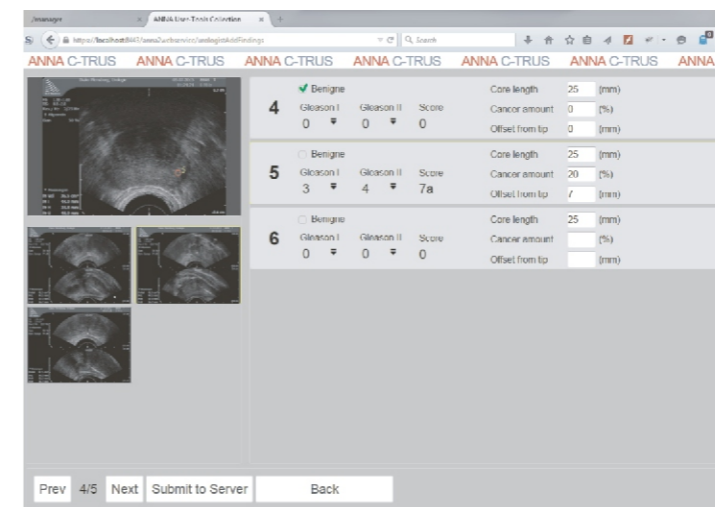 ANNA User Tools Collection
Search
ANNA C-TRUS ANNA C-TRUS ANNA C-TRUS ANNA C-TRUS ANNA C-TRUS ANNA C-TRUS ANNA
4
Benigne
Gleason I Gleason II Score
0 0 0
Core length 25 (mm)
Cancer amount 0 (%)
Offset from tip 0 (mm)
5
Benigne
Gleason I Gleason II Score
3 4 7a
Core length 25 (mm)
Cancer amount 20 (%)
Offset from tip 7 (mm)
6
Benigne
Gleason I Gleason II Score
0 0 0
Core length 25 (mm)
Cancer amount (%)
Offset from tip (mm)
Prev 4/5 Next Submit to Server Back